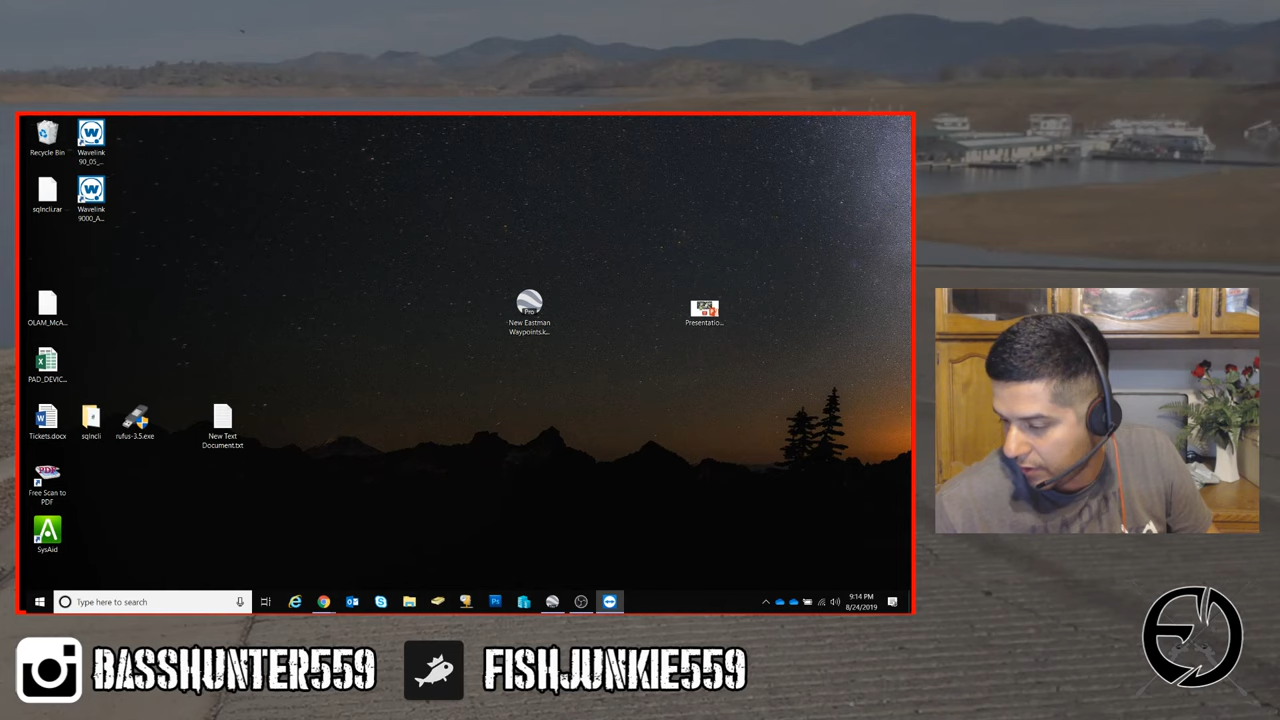 Recycle Bin
Wavelink
90_05_...
sqlncli.rar
Wavelink
9000_A...
OLAM_McA...
New Eastman
Waypoints.k...
Pro
Presentatio...
PAD_DEVIC...
Tickets.docx
sqlncli
rufus-3.5.exe
New Text
Document.txt
PDF
Free Scan to
PDF
SysAid
Type here to search
9:14 PM
8/24/2019
BASSHUNTER559
FISHJUNKIE559